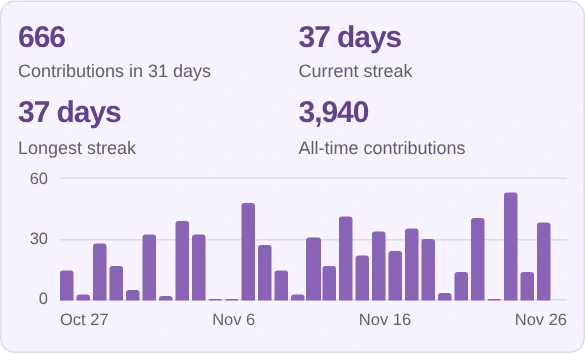 666
Contributions in 31 days
37 days
Current streak
37 days
Longest streak
3,940
All-time contributions
60
30
0
Oct 27 Nov 6 Nov 16 Nov 26